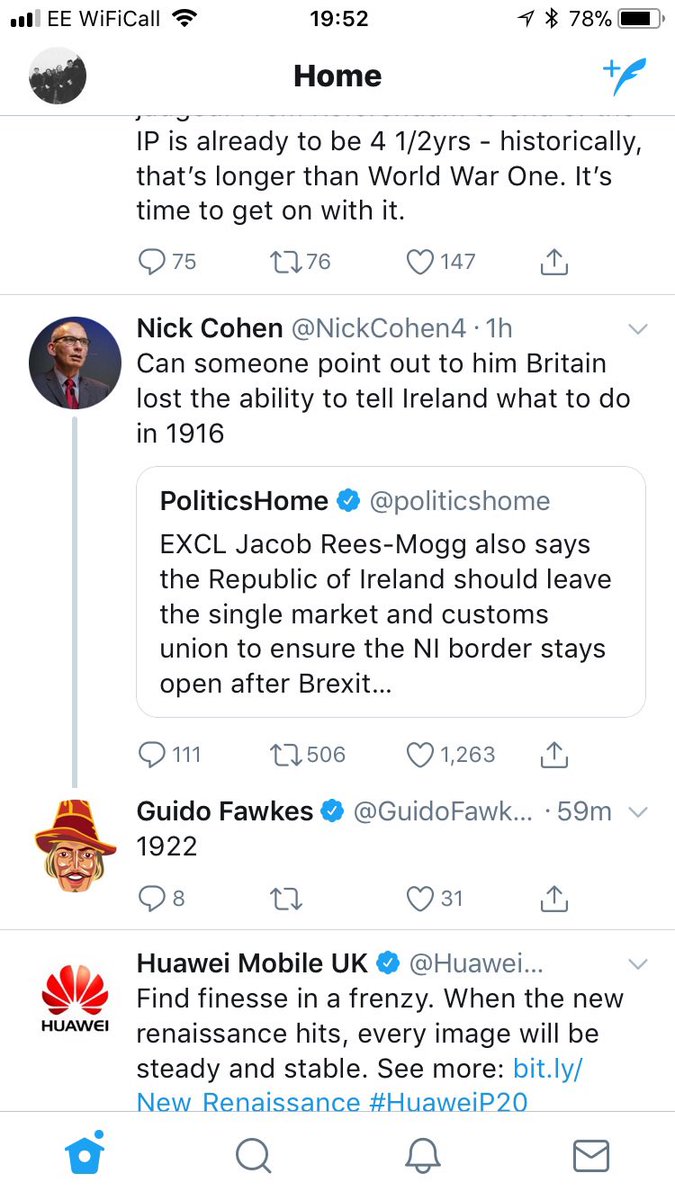 EE WiFiCall 19:52 78%
Home
IP is already to be 4 1/2yrs - historically,
that’s longer than World War One. It’s
time to get on with it.
75 76 147
Nick Cohen @NickCohen4 · 1h
Can someone point out to him Britain
lost the ability to tell Ireland what to do
in 1916
PoliticsHome @politicshome
EXCL Jacob Rees-Mogg also says
the Republic of Ireland should leave
the single market and customs
union to ensure the NI border stays
open after Brexit...
111 506 1,263
Guido Fawkes @GuidoFawk... · 59m
1922
8 31
Huawei Mobile UK @Huawei...
HUAWEI
Find finesse in a frenzy. When the new
renaissance hits, every image will be
steady and stable. See more: bit.ly/
New_Renaissance #HuaweiP20